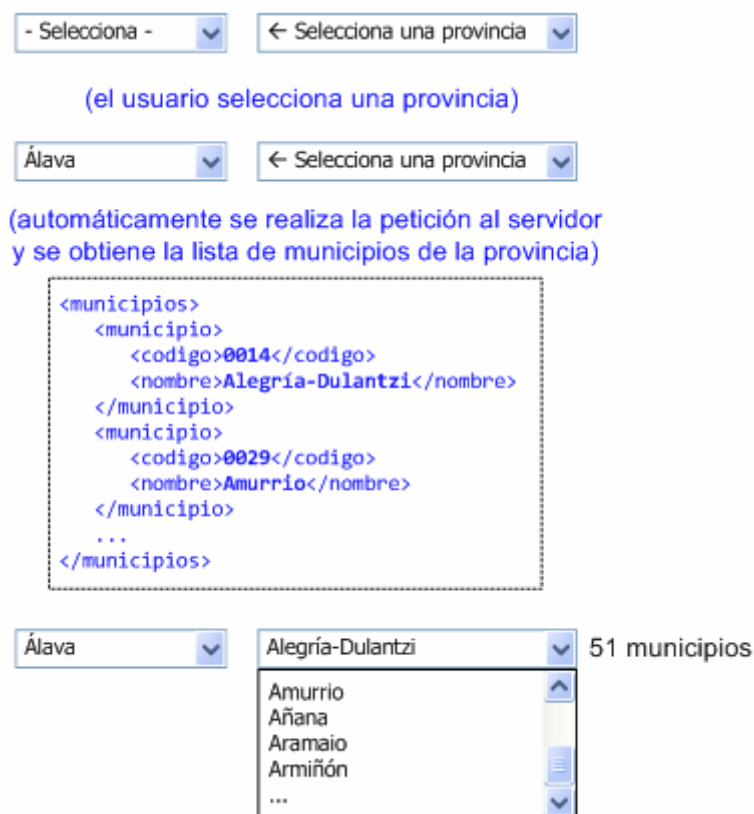 - Selecciona - ← Selecciona una provincia
(el usuario selecciona una provincia)
Álava ← Selecciona una provincia
(automáticamente se realiza la petición al servidor
y se obtiene la lista de municipios de la provincia)
<municipios>
<municipio>
<codigo>0014</codigo>
<nombre>Alegría-Dulantzi</nombre>
</municipio>
<municipio>
<codigo>0029</codigo>
<nombre>Amurrio</nombre>
</municipio>
...
</municipios>
Álava Alegría-Dulantzi 51 municipios
Amurrio
Añana
Aramaio
Armiñón
...